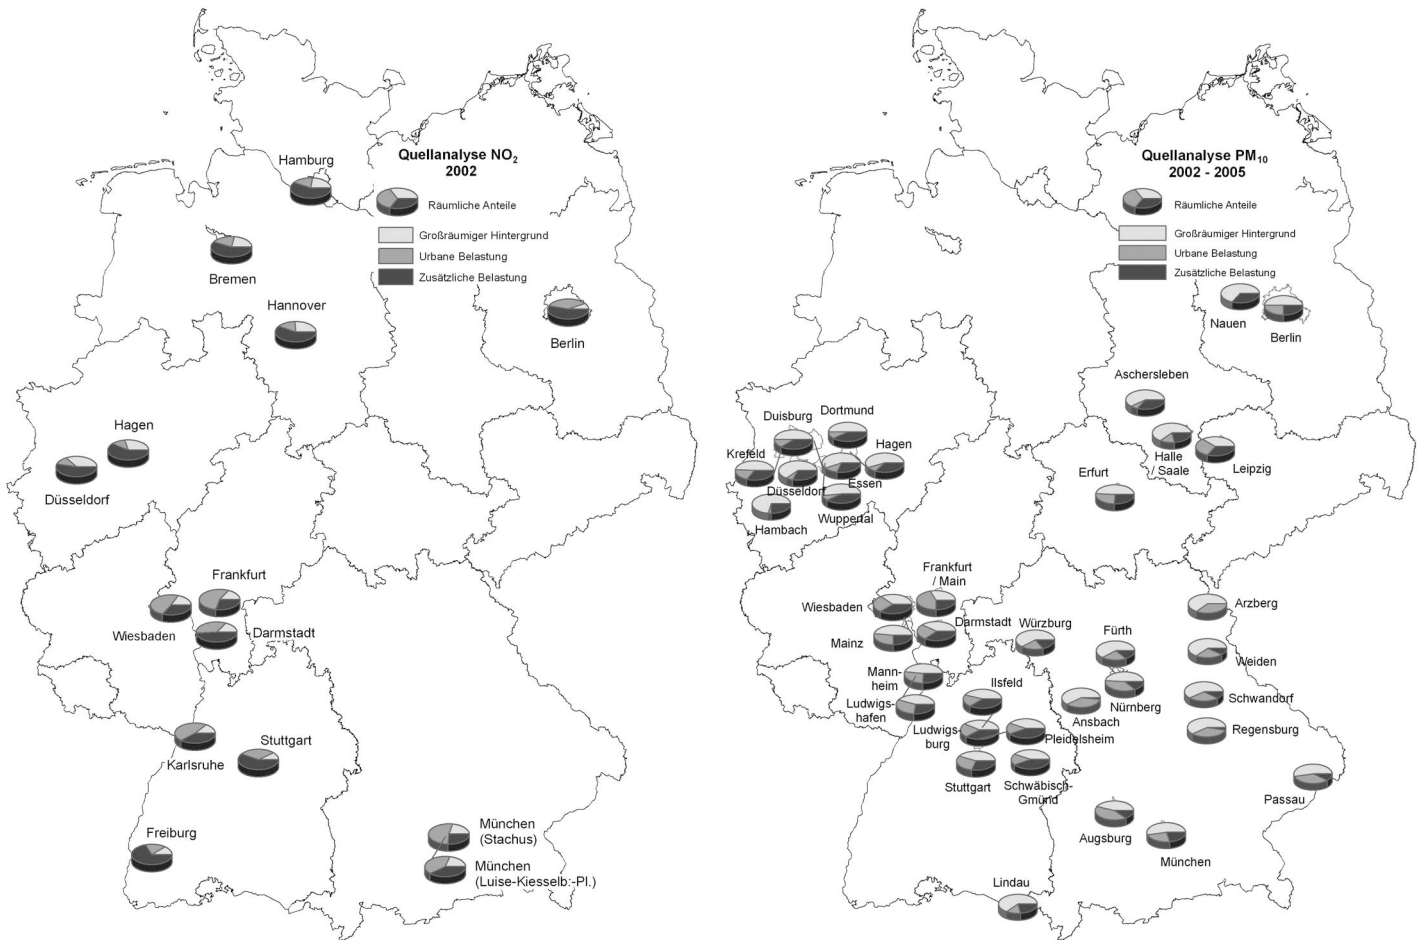 Quellanalyse NO2
2002
Räumliche Anteile
Großräumiger Hintergrund
Urbane Belastung
Zusätzliche Belastung
Hamburg
Bremen
Hannover
Berlin
Hagen
Düsseldorf
Frankfurt
Wiesbaden
Darmstadt
Karlsruhe
Stuttgart
Freiburg
München
(Stachus)
München
(Luise-Kiesselb.-Pl.)
Quellanalyse PM10
2002 - 2005
Räumliche Anteile
Großräumiger Hintergrund
Urbane Belastung
Zusätzliche Belastung
Nauen
Berlin
Aschersleben
Duisburg
Dortmund
Hagen
Krefeld
Düsseldorf
Essen
Hambach
Wuppertal
Halle
/ Saale
Leipzig
Erfurt
Frankfurt
/ Main
Wiesbaden
Mainz
Darmstadt
Würzburg
Fürth
Arzberg
Weiden
Mann-
heim
Ilsfeld
Ludwigs-
hafen
Ansbach
Nürnberg
Schwandorf
Regensburg
Ludwigs-
burg
Pleidelsheim
Stuttgart
Schwäbisch-
Gmünd
Passau
Augsburg
München
Lindau